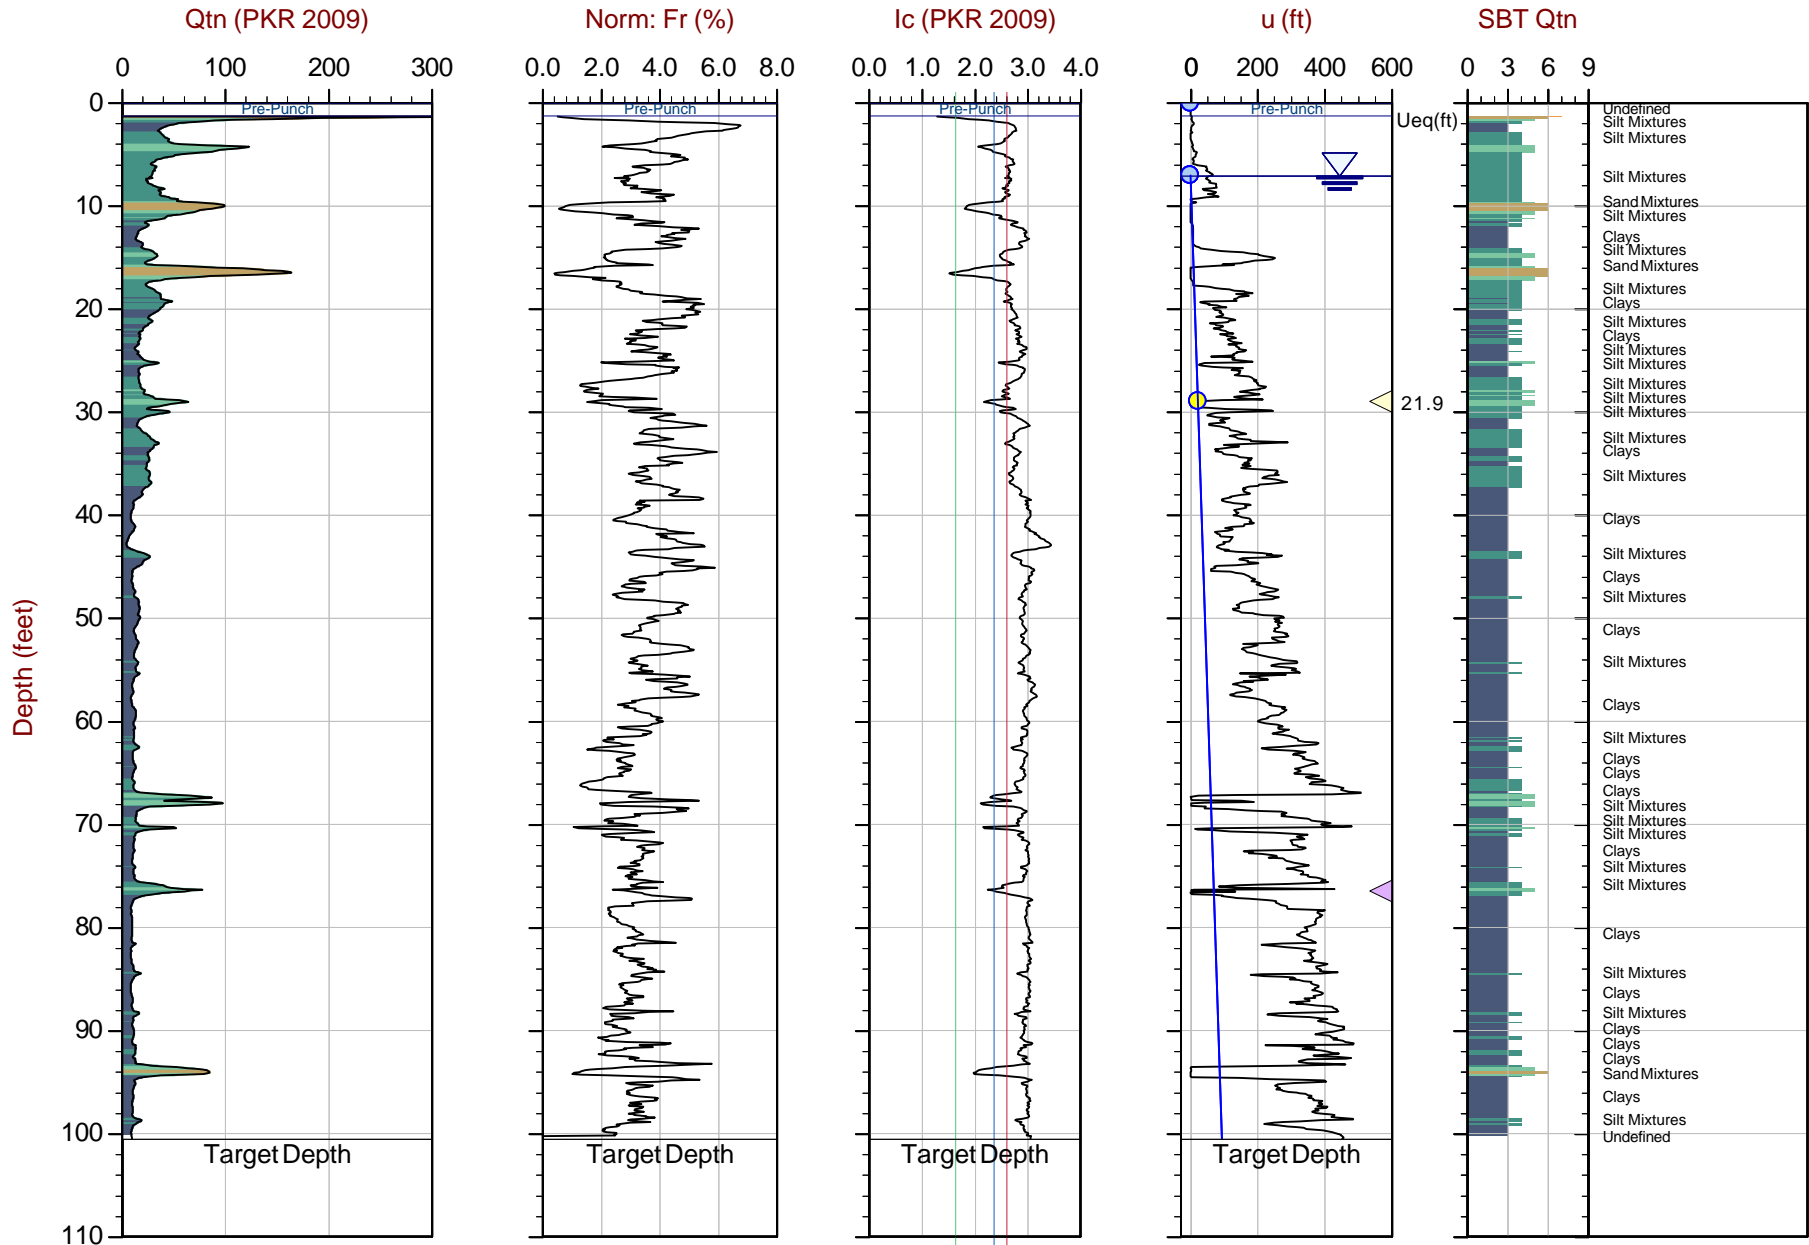 Qtn (PKR 2009) Norm: Fr (%) Ic (PKR 2009) u (ft) SBT Qtn
0 100 200 300 0.0 2.0 4.0 6.0 8.0 0.0 1.0 2.0 3.0 4.0 0 200 400 600 0 3 6 9
0 Pre-Punch Pre-Punch Pre-Punch Pre-Punch Undefined
Ueq(ft) Silt Mixtures
Silt Mixtures
Silt Mixtures
Sand Mixtures
10
Silt Mixtures
Clays
Silt Mixtures
Sand Mixtures
Silt Mixtures
Clays
20
Silt Mixtures
Clays
Silt Mixtures
Silt Mixtures
Silt Mixtures
Silt Mixtures
21.9
30 Silt Mixtures
Silt Mixtures
Clays
Silt Mixtures
40 Clays
Silt Mixtures
Clays
Silt Mixtures
50
Clays
Silt Mixtures
Clays
60
Depth (feet)
Silt Mixtures
Clays
Clays
Clays
Silt Mixtures
70 Silt Mixtures
Silt Mixtures
Clays
Silt Mixtures
Silt Mixtures
80 Clays
Silt Mixtures
Clays
Silt Mixtures
90 Clays
Clays
Clays
Sand Mixtures
Clays
Silt Mixtures
100 Undefined
Target Depth Target Depth Target Depth Target Depth
110